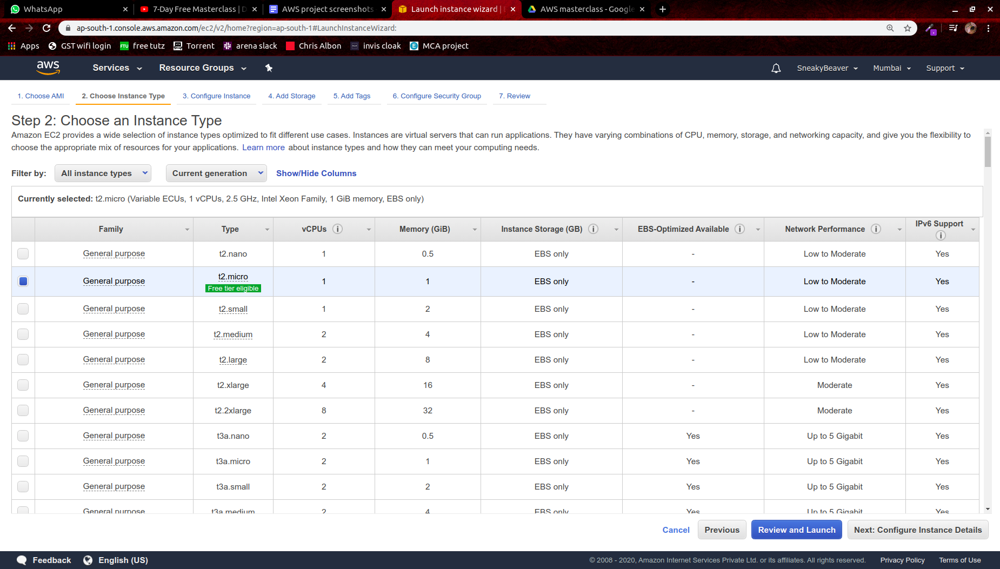 WhatsApp
7-Day Free Masterclass |
AWS project screenshots
Launch instance wizard |
AWS masterclass - Google
ap-south-1.console.aws.amazon.com/ec2/v2/home?region=ap-south-1#LaunchInstanceWizard:
Apps GST wifi login FTU free tutz Torrent arena slack Chris Albon invis cloak E MCA project
aws Services Resource Groups SneakyBeaver Mumbai Support
1. Choose AMI 2. Choose Instance Type 3. Configure Instance 4. Add Storage 5. Add Tags 6. Configure Security Group 7. Review
Step 2: Choose an Instance Type
Amazon EC2 provides a wide selection of instance types optimized to fit different use cases. Instances are virtual servers that can run applications. They have varying combinations of CPU, memory, storage, and networking capacity, and give you the flexibility to
choose the appropriate mix of resources for your applications. Learn more about instance types and how they can meet your computing needs.
Filter by: All instance types Current generation Show/Hide Columns
Currently selected: t2.micro (Variable ECUs, 1 vCPUs, 2.5 GHz, Intel Xeon Family, 1 GiB memory, EBS only)
Family Type vCPUs i Memory (GiB) Instance Storage (GB) i EBS-Optimized Available i Network Performance i IPv6 Support i
General purpose t2.nano 1 0.5 EBS only - Low to Moderate Yes
General purpose t2.micro Free tier eligible 1 1 EBS only - Low to Moderate Yes
General purpose t2.small 1 2 EBS only - Low to Moderate Yes
General purpose t2.medium 2 4 EBS only - Low to Moderate Yes
General purpose t2.large 2 8 EBS only - Low to Moderate Yes
General purpose t2.xlarge 4 16 EBS only - Moderate Yes
General purpose t2.2xlarge 8 32 EBS only - Moderate Yes
General purpose t3a.nano 2 0.5 EBS only Yes Up to 5 Gigabit Yes
General purpose t3a.micro 2 1 EBS only Yes Up to 5 Gigabit Yes
General purpose t3a.small 2 2 EBS only Yes Up to 5 Gigabit Yes
General purpose t3a.medium 2 4 EBS only Yes Up to 5 Gigabit Yes
Cancel Previous Review and Launch Next: Configure Instance Details
Feedback English (US) © 2008 - 2020, Amazon Internet Services Private Ltd. or its affiliates. All rights reserved. Privacy Policy Terms of Use